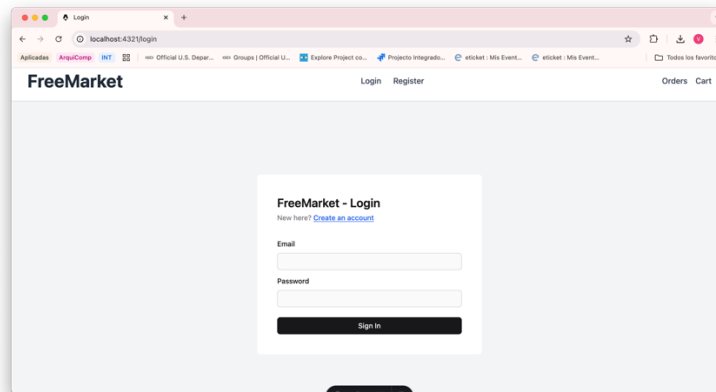 Login
localhost:4321/login
Aplicadas ArquiComp INT Official U.S. Depar... Groups | Official U... Explore Project co... Projecto Integrado... eticket : Mis Event... eticket : Mis Event... Todos los favorito
FreeMarket Login Register Orders Cart
FreeMarket - Login
New here? Create an account
Email
Password
Sign In